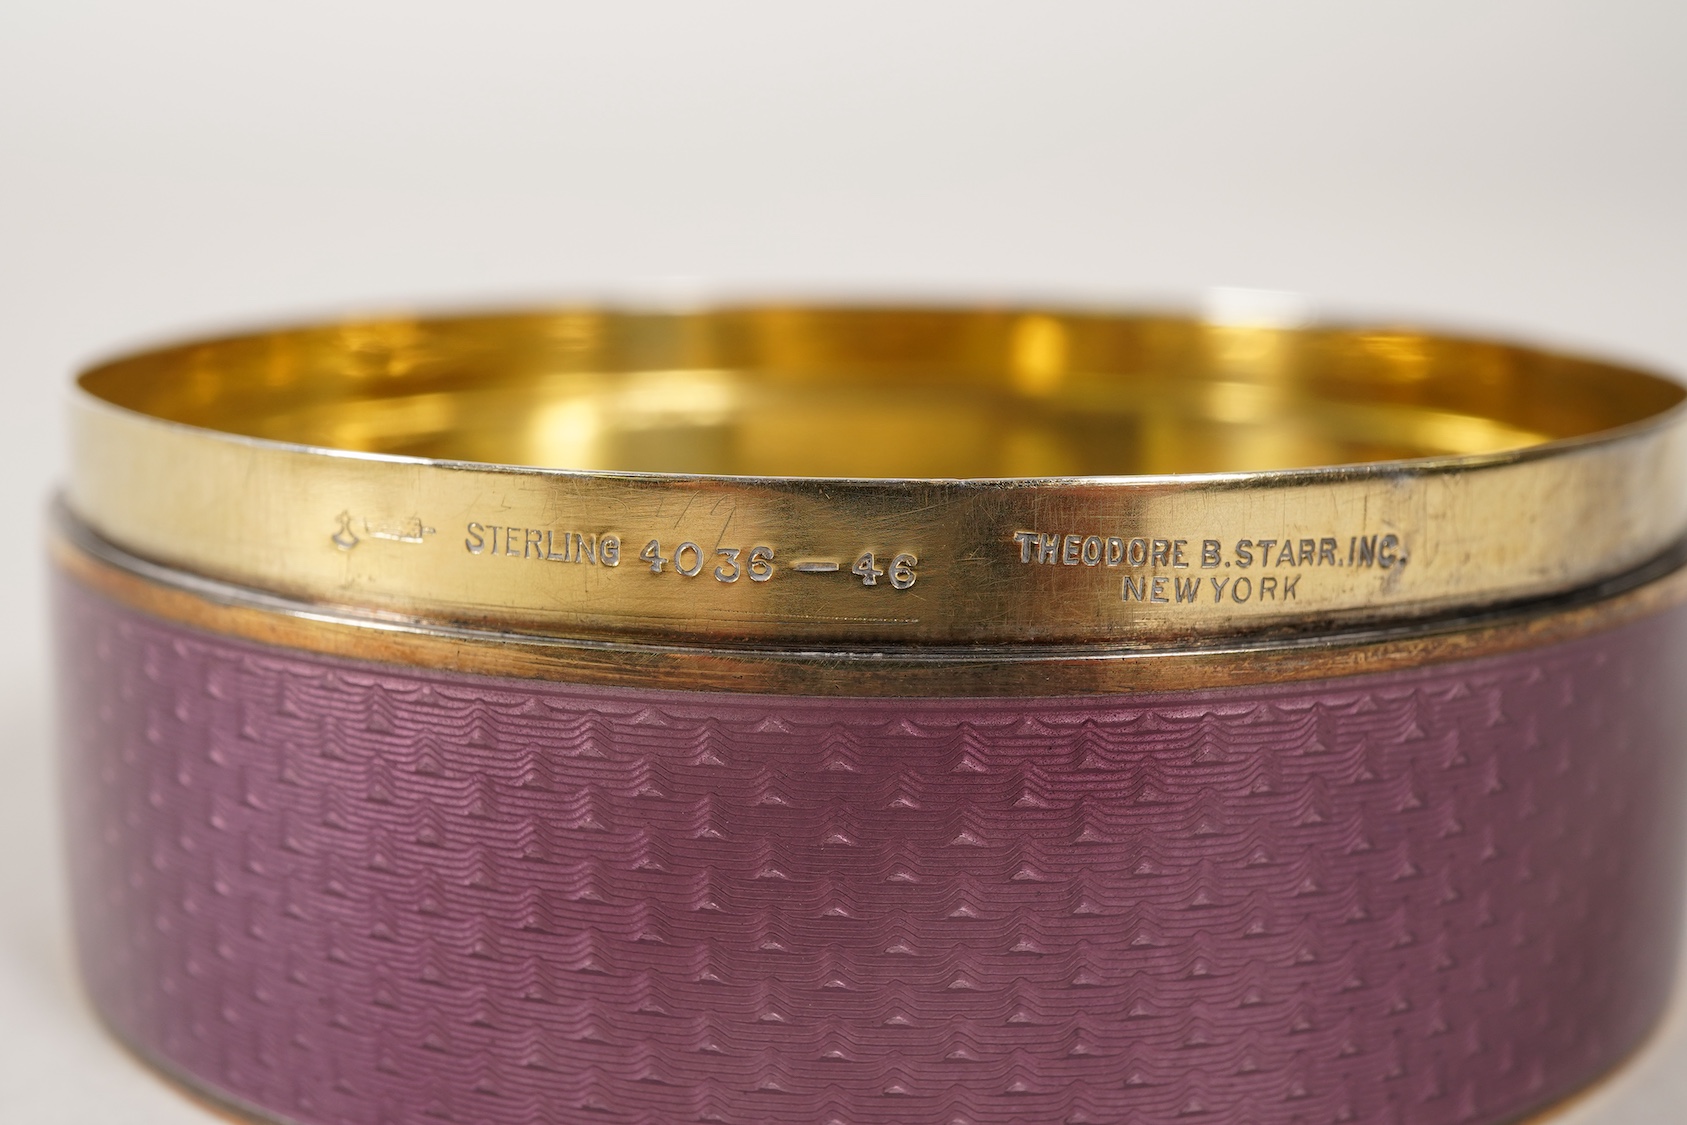 STERLING 4036 - 46
THEODORE B. STARR. INC.
NEW YORK